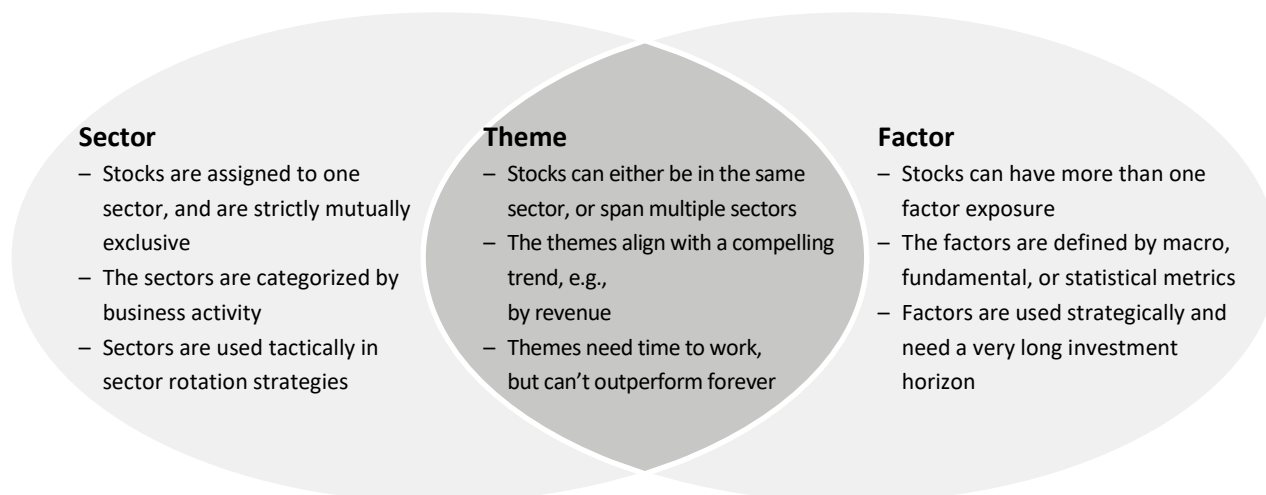 Sector
– Stocks are assigned to one
sector, and are strictly mutually
exclusive
– The sectors are categorized by
business activity
– Sectors are used tactically in
sector rotation strategies
Theme
– Stocks can either be in the same
sector, or span multiple sectors
– The themes align with a compelling
trend, e.g.,
by revenue
– Themes need time to work,
but can’t outperform forever
Factor
– Stocks can have more than one
factor exposure
– The factors are defined by macro,
fundamental, or statistical metrics
– Factors are used strategically and
need a very long investment
horizon